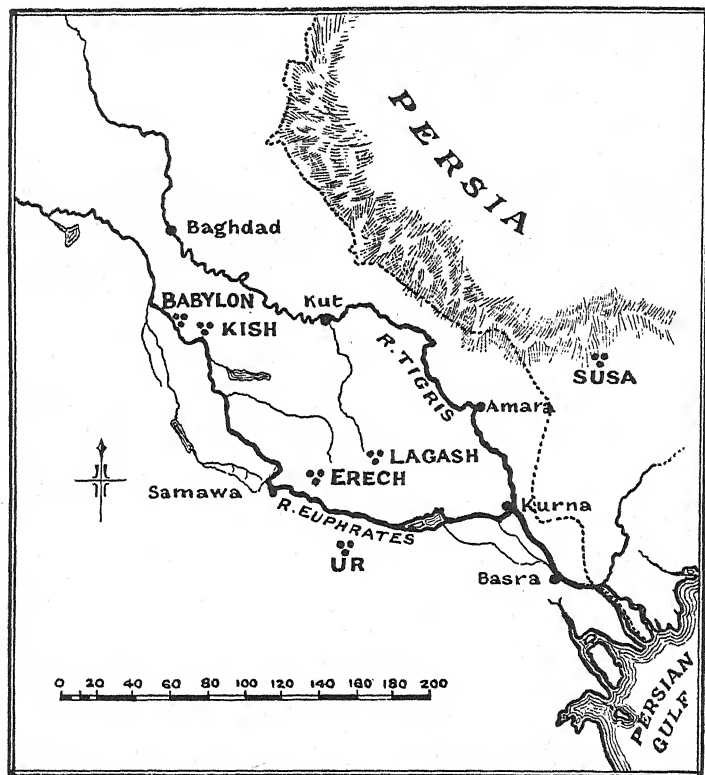 PERSIA
Baghdad
BABYLON
KISH
Kut
R. TIGRIS
SUSA
Amara
LAGASH
ERECH
Samawa
Kurna
R. EUPHRATES
UR
Basra
0 20 40 60 80 100 120 140 160 180 200
PERSIAN
GULF